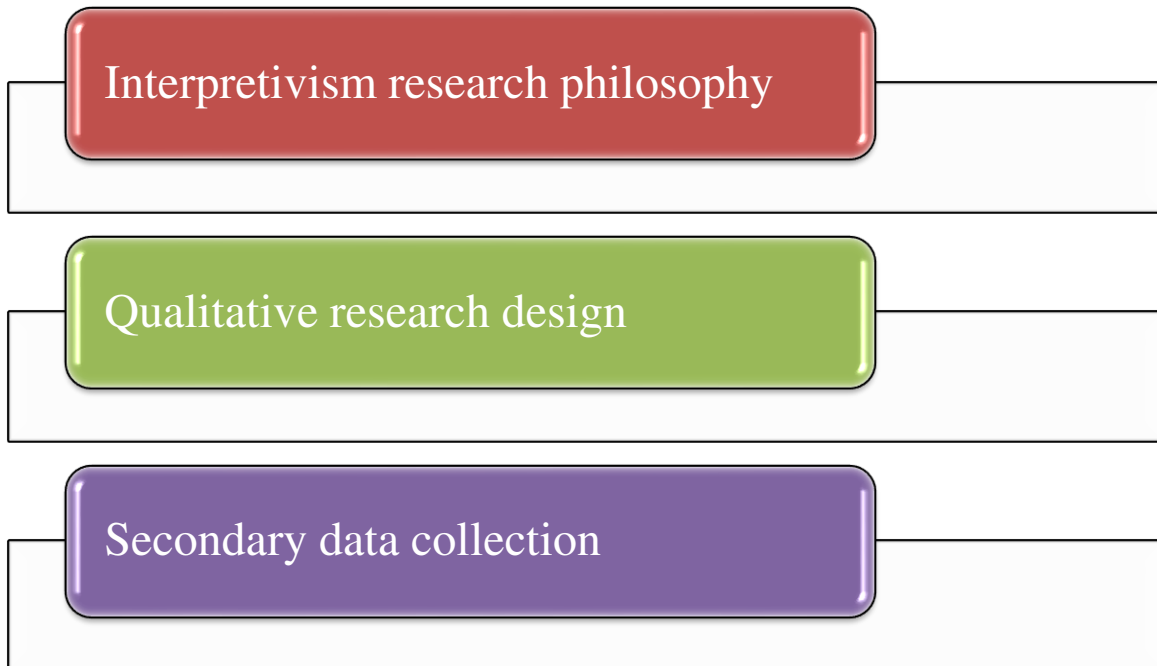 Interpretivism research philosophy
Qualitative research design
Secondary data collection